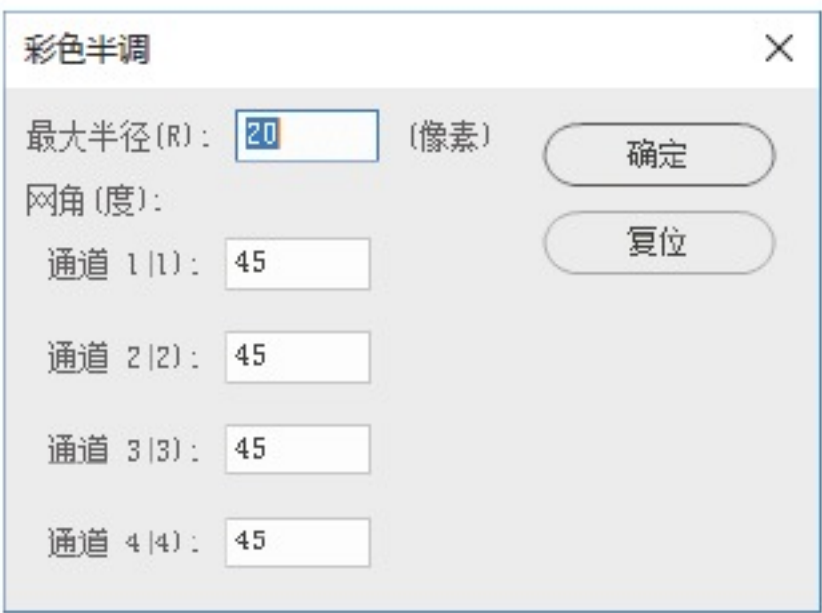 彩色半调
最大半径(R): 20 (像素)
确定
网角(度):
复位
通道 1|1): 45
通道 2|2): 45
通道 3|3): 45
通道 4|4): 45